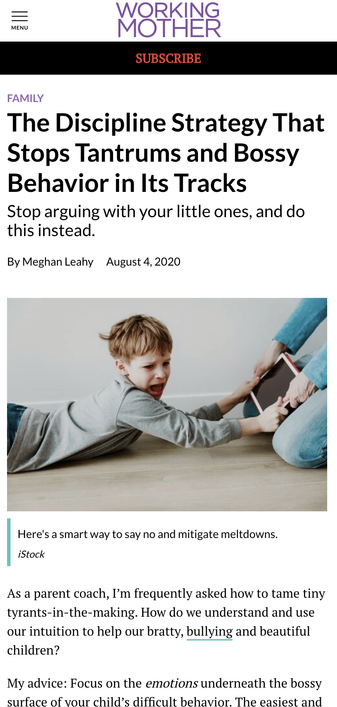 WORKING
MOTHER
MENU
SUBSCRIBE
FAMILY
The Discipline Strategy That
Stops Tantrums and Bossy
Behavior in Its Tracks
Stop arguing with your little ones, and do
this instead.
By Meghan Leahy August 4, 2020
Here's a smart way to say no and mitigate meltdowns.
iStock
As a parent coach, I'm frequently asked how to tame tiny
tyrants-in-the-making. How do we understand and use
our intuition to help our bratty, bullying and beautiful
children?
My advice: Focus on the emotions underneath the bossy
surface of your child's difficult behavior. The easiest and